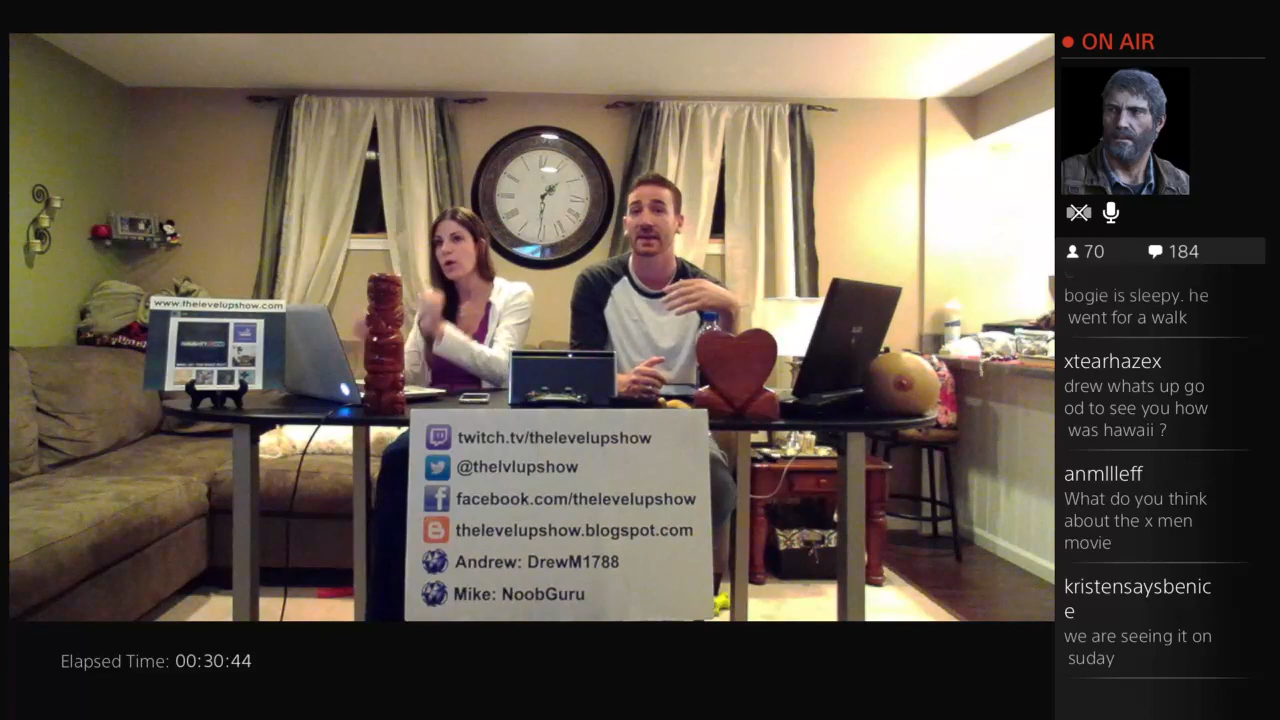 ON AIR
70 184
bogie is sleepy. he
went for a walk
xtearhazex
drew whats up go
od to see you how
was hawaii ?
anmllleff
What do you think
about the x men
movie
kristensaysbenic
e
we are seeing it on
suday
www.thelevelupshow.com
twitch.tv/thelevelupshow
@thelvlupshow
facebook.com/thelevelupshow
thelevelupshow.blogspot.com
Andrew: DrewM1788
Mike: NoobGuru
Elapsed Time: 00:30:44